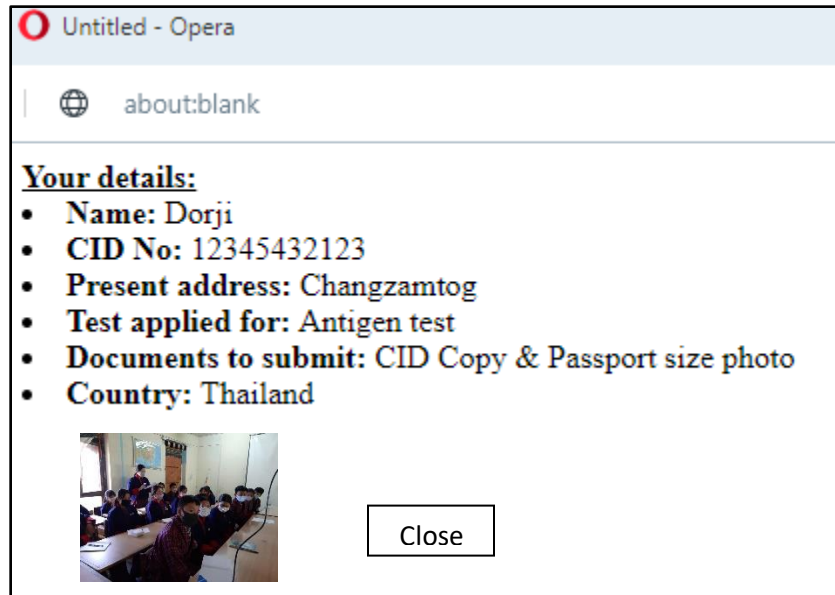 Untitled - Opera
about:blank
Your details:
• Name: Dorji
• CID No: 12345432123
• Present address: Changzamtog
• Test applied for: Antigen test
• Documents to submit: CID Copy & Passport size photo
• Country: Thailand
Close